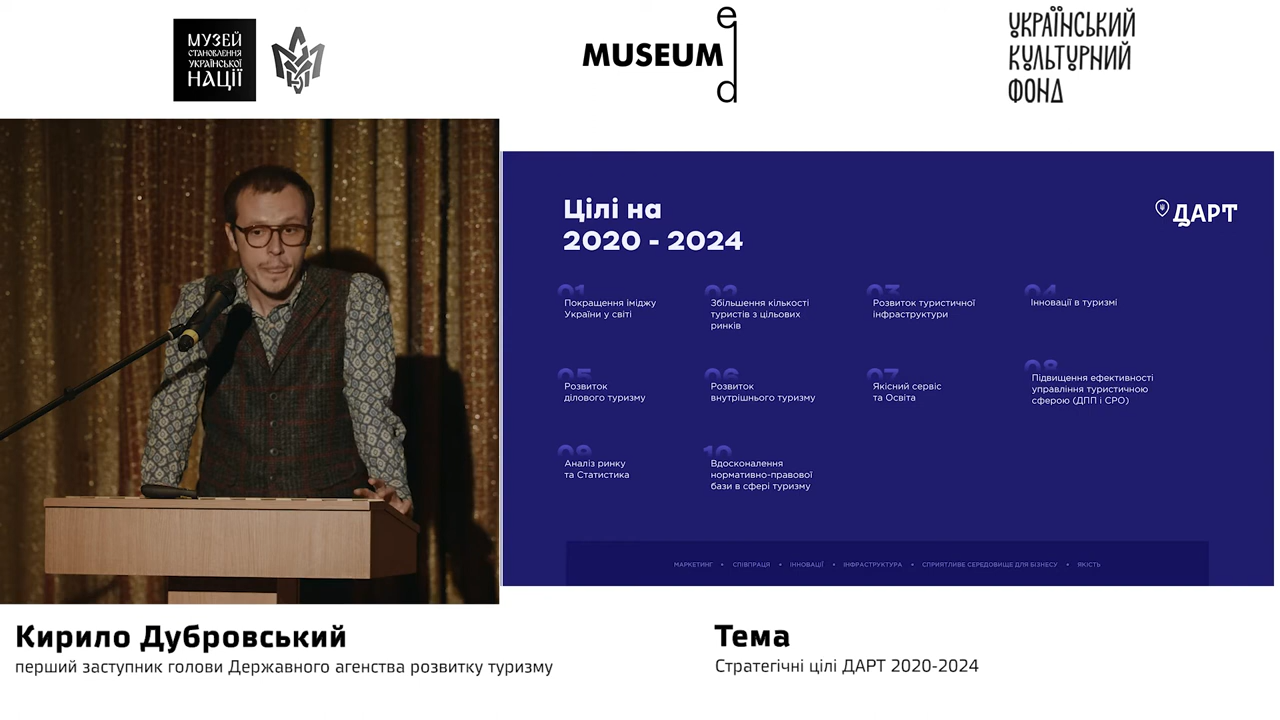 МУЗЕЙ
СТАНОВЛЕННЯ
УКРАЇНСЬКОЇ
НАЦІЇ
MUSEUM
ed
УКРАЇНСЬКИЙ
КУЛЬТУРНИЙ
ФОНД
Цілі на
2020 - 2024
ДАРТ
01
Покращення іміджу
України у світі
02
Збільшення кількості
туристів з цільових
ринків
03
Розвиток туристичної
інфраструктури
04
Інновації в туризмі
05
Розвиток
ділового туризму
06
Розвиток
внутрішнього туризму
07
Якісний сервіс
та Освіта
08
Підвищення ефективності
управління туристичною
сферою (ДПП і СРО)
09
Аналіз ринку
та Статистика
10
Вдосконалення
нормативно-правової
бази в сфері туризму
МАРКЕТИНГ • СПІВПРАЦЯ • ІННОВАЦІЇ • ІНФРАСТРУКТУРА • СПРИЯТЛИВЕ СЕРЕДОВИЩЕ ДЛЯ БІЗНЕСУ • ЯКІСТЬ
Кирило Дубровський
перший заступник голови Державного агенства розвитку туризму
Тема
Стратегічні цілі ДАРТ 2020-2024